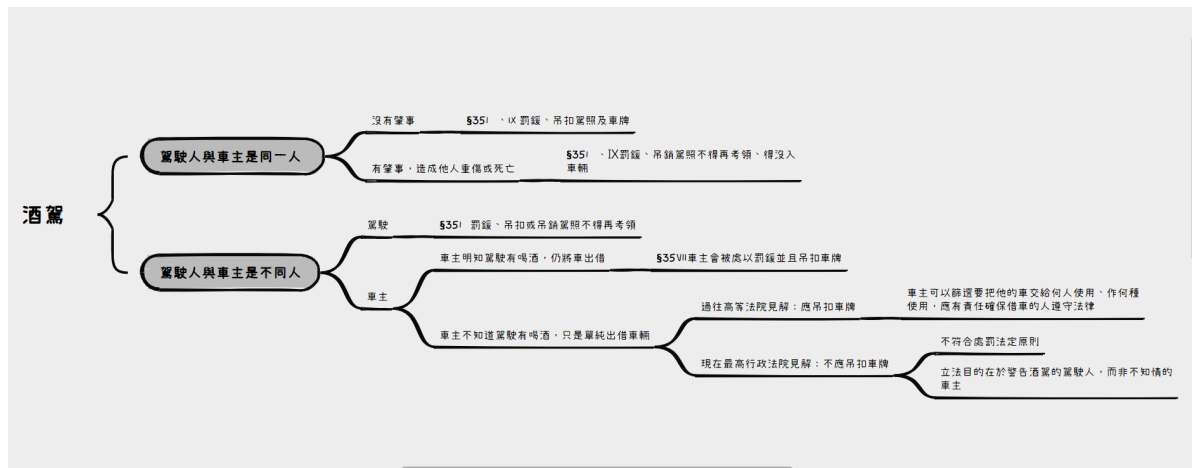 酒駕
駕駛人與車主是同一人
沒有肇事
§35I 、IX 罰鍰、吊扣駕照及車牌
有肇事，造成他人重傷或死亡
§35I 、IX罰鍰、吊銷駕照不得再考領、得沒入
車輛
駕駛人與車主是不同人
駕駛
§35I 罰鍰、吊扣或吊銷駕照不得再考領
車主
車主明知駕駛有喝酒，仍將車出借
§35VII車主會被處以罰鍰並且吊扣車牌
車主不知道駕駛有喝酒，只是單純出借車輛
過往高等法院見解：應吊扣車牌
車主可以篩選要把他的車交給何人使用、作何種
使用，應有責任確保借車的人遵守法律
現在最高行政法院見解：不應吊扣車牌
不符合處罰法定原則
立法目的在於警告酒駕的駕駛人，而非不知情的
車主